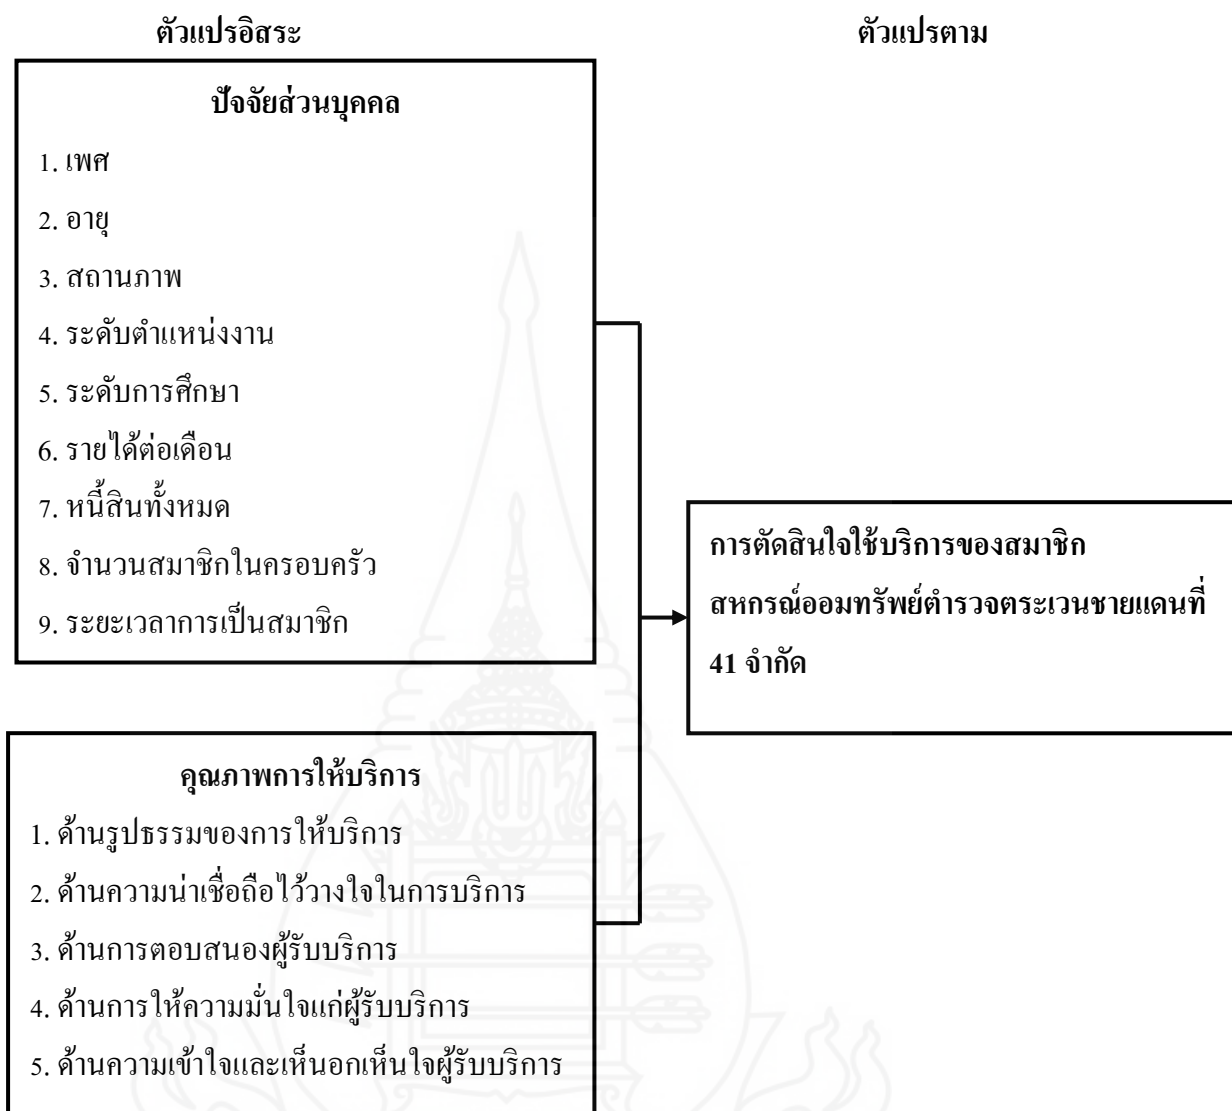 ตัวแปรอิสระ
ตัวแปรตาม
ปัจจัยส่วนบุคคล
1. เพศ
2. อายุ
3. สถานภาพ
4. ระดับตำแหน่งงาน
5. ระดับการศึกษา
6. รายได้ต่อเดือน
7. หนี้สินทั้งหมด
8. จำนวนสมาชิกในครอบครัว
9. ระยะเวลาการเป็นสมาชิก
คุณภาพการให้บริการ
1. ด้านรูปธรรมของการให้บริการ
2. ด้านความน่าเชื่อถือไว้วางใจในการบริการ
3. ด้านการตอบสนองผู้รับบริการ
4. ด้านการให้ความมั่นใจแก่ผู้รับบริการ
5. ด้านความเข้าใจและเห็นอกเห็นใจผู้รับบริการ
การตัดสินใจใช้บริการของสมาชิก
สหกรณ์ออมทรัพย์ตำรวจตระเวนชายแดนที่
41 จำกัด